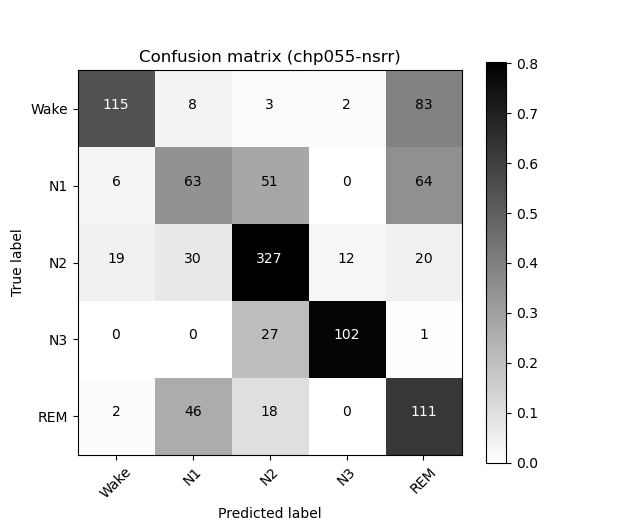 Confusion matrix (chp055-nsrr)
Wake 115 8 3 2 83
N1 6 63 51 0 64
N2 19 30 327 12 20
N3 0 0 27 102 1
REM 2 46 18 0 111
Wake N1 N2 N3 REM
True label
Predicted label
0.8
0.7
0.6
0.5
0.4
0.3
0.2
0.1
0.0